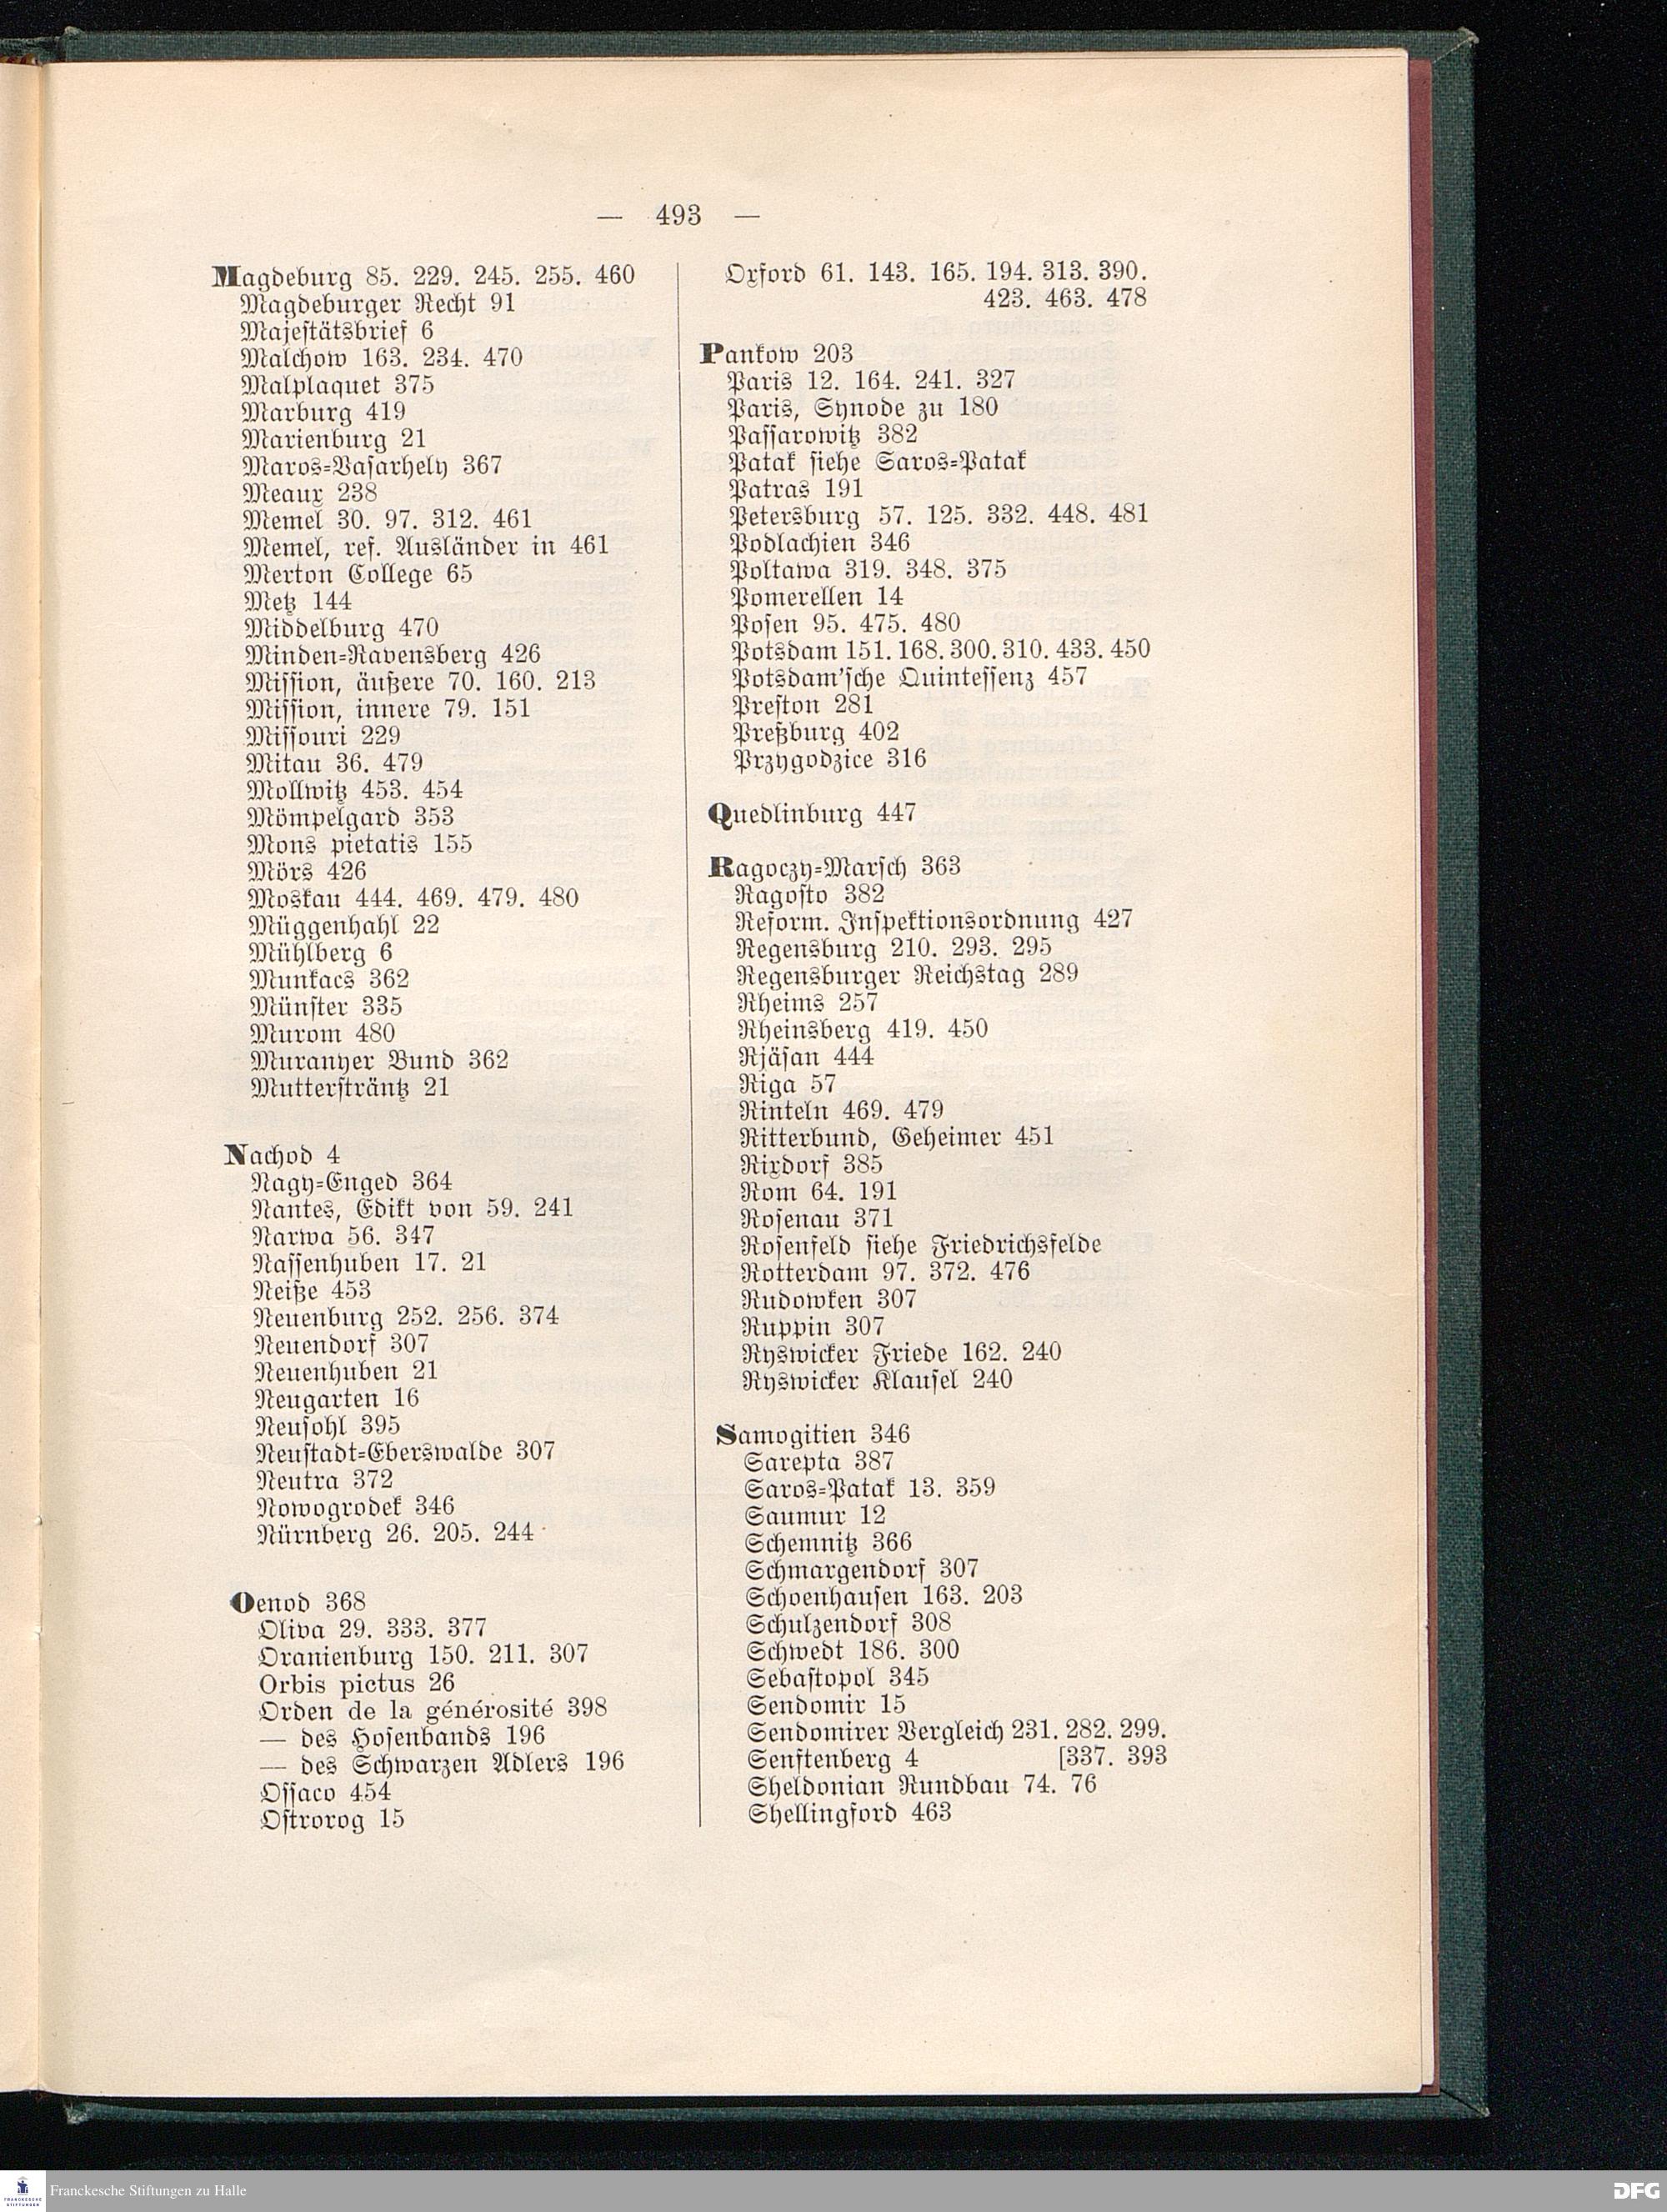 — 493 —
Magdeburg 85. 229. 245. 255. 460
Magdeburger Recht 91
Majestätsbrief 6
Malchow 163. 234. 470
Malplaquet 375
Marburg 419
Marienburg 21
Maros-Vasarhely 367
Meaux 238
Memel 30. 97. 312. 461
Memel, ref. Ausländer in 461
Merton College 65
Metz 144
Middelburg 470
Minden-Ravensberg 426
Mission, äußere 70. 160. 213
Mission, innere 79. 151
Missouri 229
Mitau 36. 479
Mollwitz 453. 454
Mömpelgard 353
Mons pietatis 155
Mörs 426
Moskau 444. 469. 479. 480
Müggenhahl 22
Mühlberg 6
Munkacs 362
Münster 335
Murom 480
Muranyer Bund 362
Mutterstränz 21
Nachod 4
Nagy-Enged 364
Nantes, Edikt von 59. 241
Narwa 56. 347
Nassenhuben 17. 21
Neiße 453
Neuenburg 252. 256. 374
Neuendorf 307
Neuenhuben 21
Neugarten 16
Neusohl 395
Neustadt-Eberswalde 307
Neutra 372
Nowogrodek 346
Nürnberg 26. 205. 244
Oenod 368
Oliva 29. 333. 377
Oranienburg 150. 211. 307
Orbis pictus 26
Orden de la générosité 398
— des Hosenbands 196
— des Schwarzen Adlers 196
Ossaco 454
Ostrorog 15
Oxford 61. 143. 165. 194. 313. 390.
423. 463. 478
Pankow 203
Paris 12. 164. 241. 327
Paris, Synode zu 180
Passarowitz 382
Patak siehe Saros-Patak
Patras 191
Petersburg 57. 125. 332. 448. 481
Podlachien 346
Poltawa 319. 348. 375
Pomerellen 14
Posen 95. 475. 480
Potsdam 151. 168. 300. 310. 433. 450
Potsdam'sche Quintessenz 457
Preston 281
Preßburg 402
Przygodzice 316
Quedlinburg 447
Ragoczy-Marsch 363
Ragosto 382
Reform. Inspektionsordnung 427
Regensburg 210. 293. 295
Regensburger Reichstag 289
Rheims 257
Rheinsberg 419. 450
Rjäsan 444
Riga 57
Rinteln 469. 479
Ritterbund, Geheimer 451
Rixdorf 385
Rom 64. 191
Rosenau 371
Rosenfeld siehe Friedrichsfelde
Rotterdam 97. 372. 476
Rudowken 307
Ruppin 307
Ryswicker Friede 162. 240
Ryswicker Klausel 240
Samogitien 346
Sarepta 387
Saros-Patak 13. 359
Saumur 12
Schemnitz 366
Schmargendorf 307
Schoenhausen 163. 203
Schulzendorf 308
Schwedt 186. 300
Sebastopol 345
Sendomir 15
Sendomirer Vergleich 231. 282. 299.
Senftenberg 4 [337. 393
Sheldonian Rundbau 74. 76
Shellingford 463
FRANCKESCHE STIFTUNGEN
Franckesche Stiftungen zu Halle
DFG